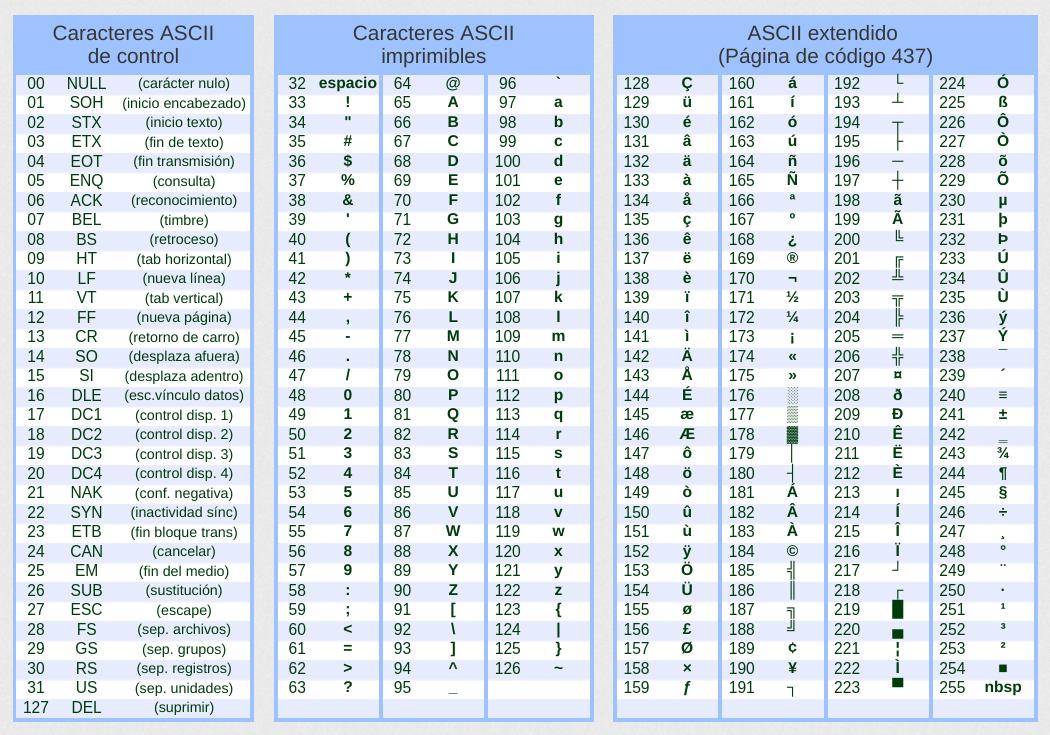 Caracteres ASCII
de control
00 NULL (carácter nulo)
01 SOH (inicio encabezado)
02 STX (inicio texto)
03 ETX (fin de texto)
04 EOT (fin transmisión)
05 ENQ (consulta)
06 ACK (reconocimiento)
07 BEL (timbre)
08 BS (retroceso)
09 HT (tab horizontal)
10 LF (nueva línea)
11 VT (tab vertical)
12 FF (nueva página)
13 CR (retorno de carro)
14 SO (desplaza afuera)
15 SI (desplaza adentro)
16 DLE (esc.vínculo datos)
17 DC1 (control disp. 1)
18 DC2 (control disp. 2)
19 DC3 (control disp. 3)
20 DC4 (control disp. 4)
21 NAK (conf. negativa)
22 SYN (inactividad sínc)
23 ETB (fin bloque trans)
24 CAN (cancelar)
25 EM (fin del medio)
26 SUB (sustitución)
27 ESC (escape)
28 FS (sep. archivos)
29 GS (sep. grupos)
30 RS (sep. registros)
31 US (sep. unidades)
127 DEL (suprimir)
Caracteres ASCII
imprimibles
32 espacio 64 @ 96 `
33 ! 65 A 97 a
34 " 66 B 98 b
35 # 67 C 99 c
36 $ 68 D 100 d
37 % 69 E 101 e
38 & 70 F 102 f
39 ' 71 G 103 g
40 ( 72 H 104 h
41 ) 73 I 105 i
42 * 74 J 106 j
43 + 75 K 107 k
44 , 76 L 108 l
45 - 77 M 109 m
46 . 78 N 110 n
47 / 79 O 111 o
48 0 80 P 112 p
49 1 81 Q 113 q
50 2 82 R 114 r
51 3 83 S 115 s
52 4 84 T 116 t
53 5 85 U 117 u
54 6 86 V 118 v
55 7 87 W 119 w
56 8 88 X 120 x
57 9 89 Y 121 y
58 : 90 Z 122 z
59 ; 91 [ 123 {
60 < 92 \ 124 |
61 = 93 ] 125 }
62 > 94 ^ 126 ~
63 ? 95 _
ASCII extendido
(Página de código 437)
128 Ç 160 á 192 └ 224 Ó
129 ü 161 í 193 ┴ 225 ß
130 é 162 ó 194 ┬ 226 Ô
131 â 163 ú 195 ├ 227 Ò
132 ä 164 ñ 196 ─ 228 õ
133 à 165 Ñ 197 ┼ 229 Õ
134 å 166 ª 198 ã 230 µ
135 ç 167 º 199 Ã 231 þ
136 ê 168 ¿ 200 ╚ 232 Þ
137 ë 169 ® 201 ╔ 233 Ú
138 è 170 ¬ 202 ╩ 234 Û
139 ï 171 ½ 203 ╦ 235 Ù
140 î 172 ¼ 204 ╠ 236 ý
141 ì 173 ¡ 205 ═ 237 Ý
142 Ä 174 « 206 ╬ 238 ¯
143 Å 175 » 207 ¤ 239 ´
144 É 176 ░ 208 ð 240 ≡
145 æ 177 ▒ 209 Ð 241 ±
146 Æ 178 ▓ 210 Ê 242 ‗
147 ô 179 │ 211 Ë 243 ¾
148 ö 180 ┤ 212 È 244 ¶
149 ò 181 Á 213 ı 245 §
150 û 182 Â 214 Í 246 ÷
151 ù 183 À 215 Î 247 ¸
152 ÿ 184 © 216 Ï 248 °
153 Ö 185 ╣ 217 ┘ 249 ¨
154 Ü 186 ║ 218 ┌ 250 ·
155 ø 187 ╗ 219 █ 251 ¹
156 £ 188 ╝ 220 ▄ 252 ³
157 Ø 189 ¢ 221 ¦ 253 ²
158 × 190 ¥ 222 Ì 254 ■
159 ƒ 191 ┐ 223 ▀ 255 nbsp